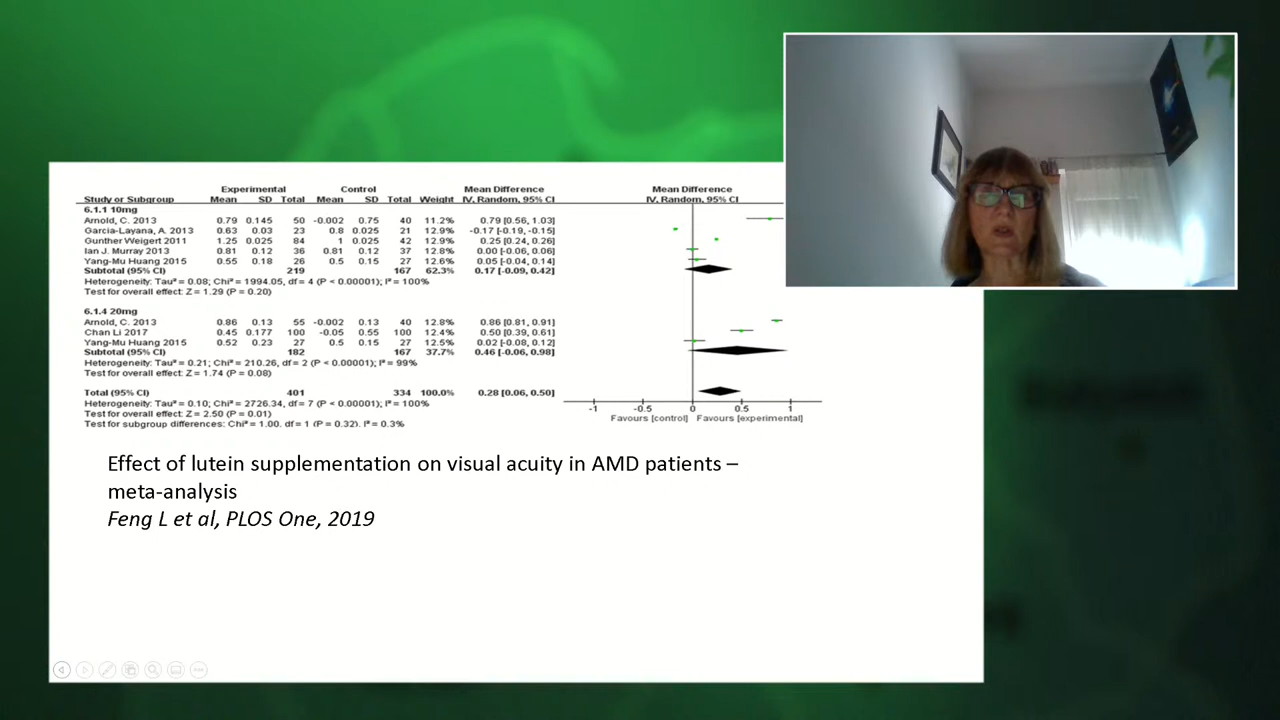 Experimental Control Mean Difference Mean Difference
Study or Subgroup Mean SD Total Mean SD Total Weight IV, Random, 95% CI IV, Random, 95% CI
6.1.1 10mg
Arnold, C. 2013 0.79 0.145 50 -0.002 0.75 40 11.2% 0.79 [0.56, 1.03]
Garcia-Layana, A. 2013 0.63 0.03 23 0.8 0.025 21 12.9% -0.17 [-0.19, -0.15]
Gunther Weigert 2011 1.25 0.025 84 1 0.025 42 12.9% 0.25 [0.24, 0.26]
Ian J. Murray 2013 0.81 0.12 36 0.81 0.12 37 12.8% 0.00 [-0.06, 0.06]
Yang-Mu Huang 2015 0.55 0.18 26 0.5 0.15 27 12.6% 0.05 [-0.04, 0.14]
Subtotal (95% CI) 219 167 62.3% 0.17 [-0.09, 0.42]
Heterogeneity: Tau² = 0.08; Chi² = 1994.05, df = 4 (P < 0.00001); I² = 100%
Test for overall effect: Z = 1.29 (P = 0.20)
6.1.4 20mg
Arnold, C. 2013 0.86 0.13 55 -0.002 0.13 40 12.8% 0.86 [0.81, 0.91]
Chan Li 2017 0.45 0.177 100 -0.05 0.55 100 12.4% 0.50 [0.39, 0.61]
Yang-Mu Huang 2015 0.52 0.23 27 0.5 0.15 27 12.5% 0.02 [-0.08, 0.12]
Subtotal (95% CI) 182 167 37.7% 0.46 [-0.06, 0.98]
Heterogeneity: Tau² = 0.21; Chi² = 210.26, df = 2 (P < 0.00001); I² = 99%
Test for overall effect: Z = 1.74 (P = 0.08)
Total (95% CI) 401 334 100.0% 0.28 [0.06, 0.50]
Heterogeneity: Tau² = 0.10; Chi² = 2726.34, df = 7 (P < 0.00001); I² = 100%
Test for overall effect: Z = 2.50 (P = 0.01)
Test for subgroup differences: Chi² = 1.00, df = 1 (P = 0.32), I² = 0.3%
-1 -0.5 0 0.5 1
Favours [control] Favours [experimental]
Effect of lutein supplementation on visual acuity in AMD patients –
meta-analysis
Feng L et al, PLOS One, 2019